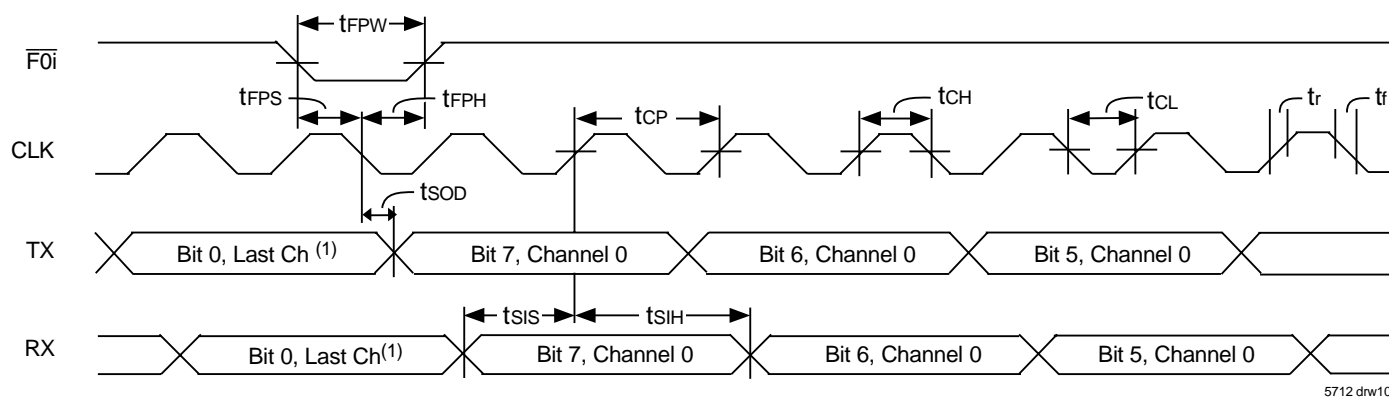 tFPW
F0i
tFPS
tFPH
tCP
tCH
tCL
tr
tf
CLK
tSOD
TX
Bit 0, Last Ch (1)
Bit 7, Channel 0
Bit 6, Channel 0
Bit 5, Channel 0
tSIS
tSIH
RX
Bit 0, Last Ch(1)
Bit 7, Channel 0
Bit 6, Channel 0
Bit 5, Channel 0
5712 drw10